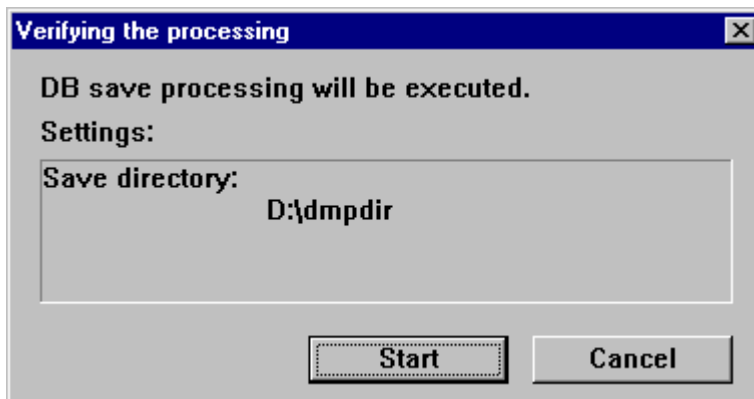 Verifying the processing
DB save processing will be executed.
Settings:
Save directory:
D:\dmpdir
Start
Cancel